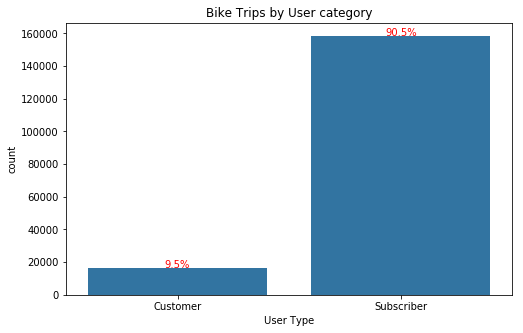 Bike Trips by User category
160000
140000
120000
100000
80000
60000
40000
20000
0
count
90.5%
9.5%
Customer
Subscriber
User Type